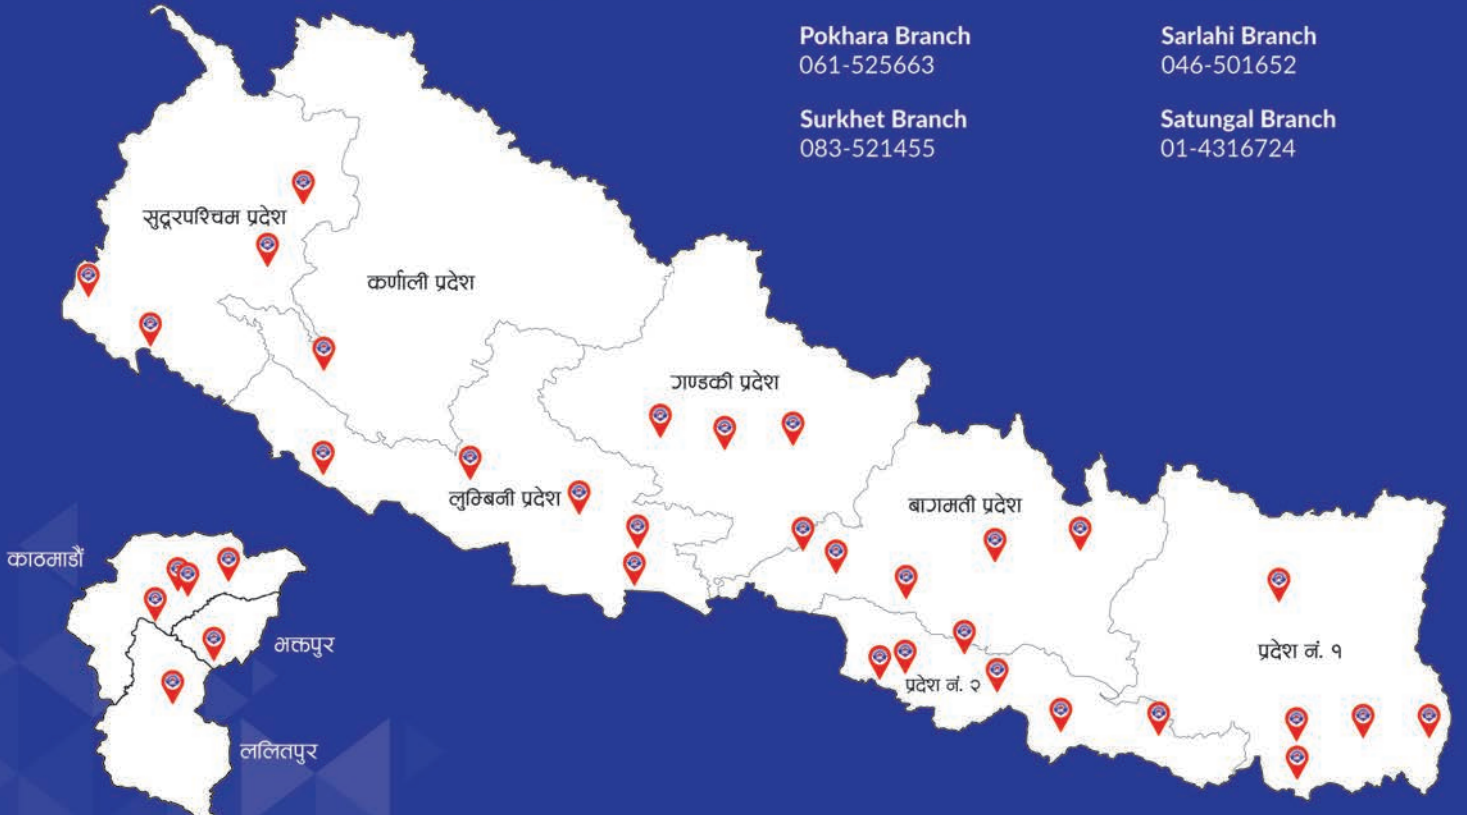 Pokhara Branch
061-525663
Sarlahi Branch
046-501652
Surkhet Branch
083-521455
Satungal Branch
01-4316724
सुदूरपश्चिम प्रदेश
कर्णाली प्रदेश
गण्डकी प्रदेश
लुम्बिनी प्रदेश
बागमती प्रदेश
प्रदेश नं. १
प्रदेश नं. २
काठमाडौं
भक्तपुर
ललितपुर